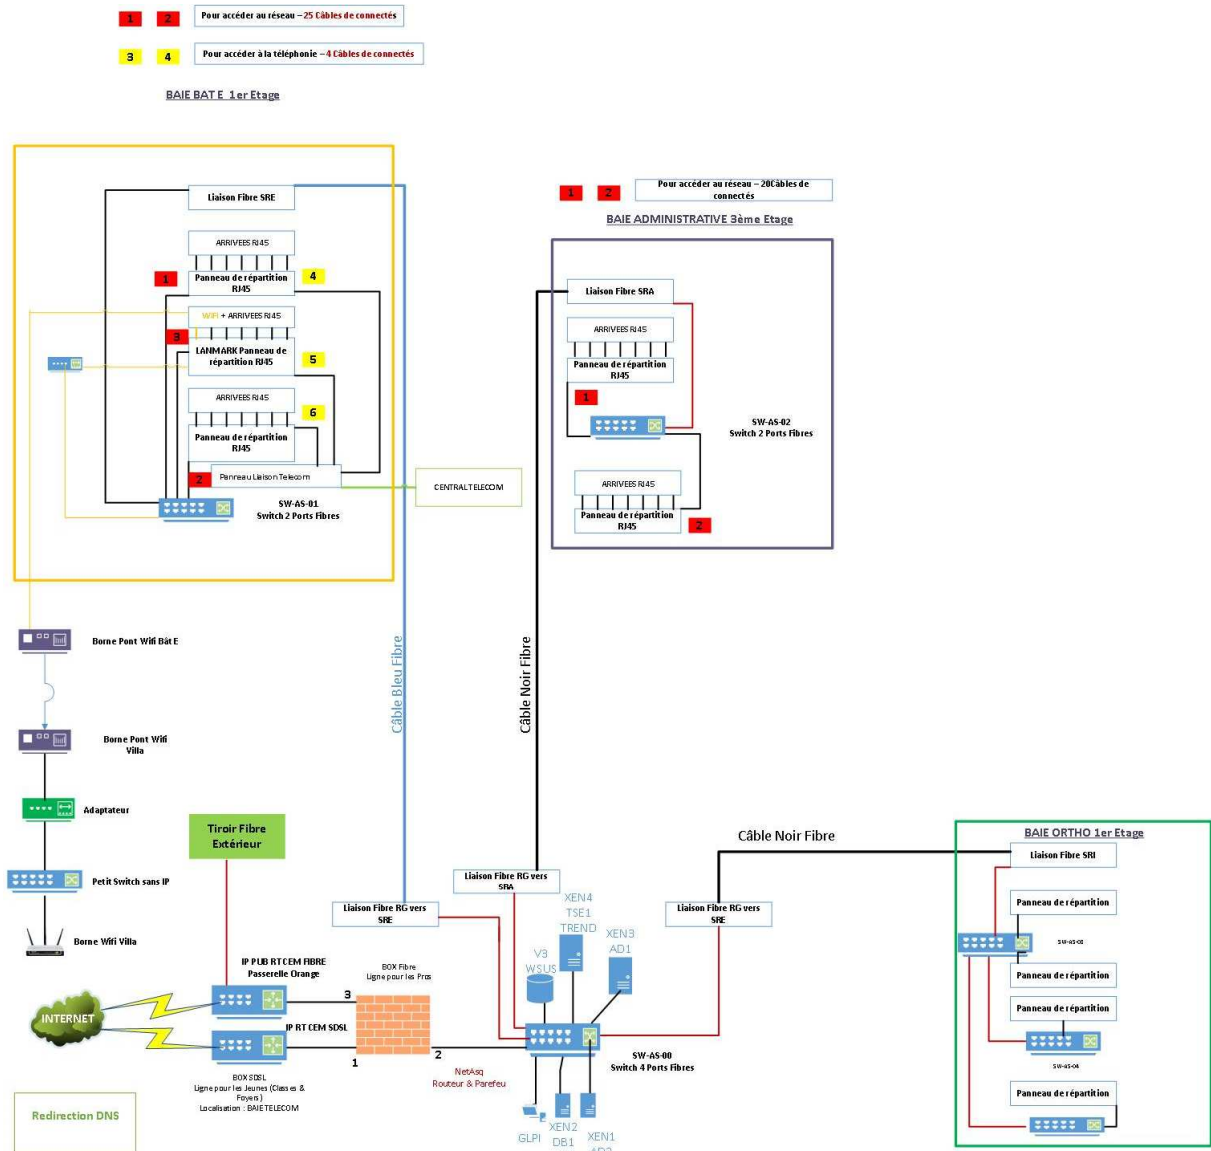 1 2 Pour accéder au réseau – 25 Câbles de connectés
3 4 Pour accéder à la téléphonie – 4 Câbles de connectés
BAIE BAT E 1er Etage
Liaison Fibre SRE
ARRIVEES RJ45
1
Panneau de répartition
RJ45
4
WiFi + ARRIVEES RJ45
3
LANMARK Panneau de
répartition RJ45
5
ARRIVEES RJ45
6
Panneau de répartition
RJ45
2
Panneau Liaison Telecom
SW-AS-01
Switch 2 Ports Fibres
CENTRAL TELECOM
1 2 Pour accéder au réseau – 20Câbles de
connectés
BAIE ADMINISTRATIVE 3ème Etage
Liaison Fibre SRA
ARRIVEES RJ45
Panneau de répartition
RJ45
1
SW-AS-02
Switch 2 Ports Fibres
ARRIVEES RJ45
Panneau de répartition
RJ45
2
Câble Bleu Fibre
Câble Noir Fibre
Borne Pont Wifi Bât E
Borne Pont Wifi
Villa
Adaptateur
Petit Switch sans IP
Borne Wifi Villa
Tiroir Fibre
Extérieur
Liaison Fibre RG vers
SRE
Liaison Fibre RG vers
SRA
Liaison Fibre RG vers
SRE
Câble Noir Fibre
BAIE ORTHO 1er Etage
Liaison Fibre SRI
Panneau de répartition
SW-AS-03
Panneau de répartition
Panneau de répartition
SW-AS-04
Panneau de répartition
XEN4
TSE1
TREND
XEN3
AD1
V3
WSUS
IP PUB RT CEM FIBRE
Passerelle Orange
BOX Fibre
Ligne pour les Pros
3
INTERNET
IP RT CEM SDSL
1
2
NetAsq
Routeur & Parefeu
SW-AS-00
Switch 4 Ports Fibres
BOX SDSL
Ligne pour les Jeunes (Classes &
Foyers)
Localisation : BAIE TELECOM
GLPI
XEN2
DB1
XEN1
Redirection DNS